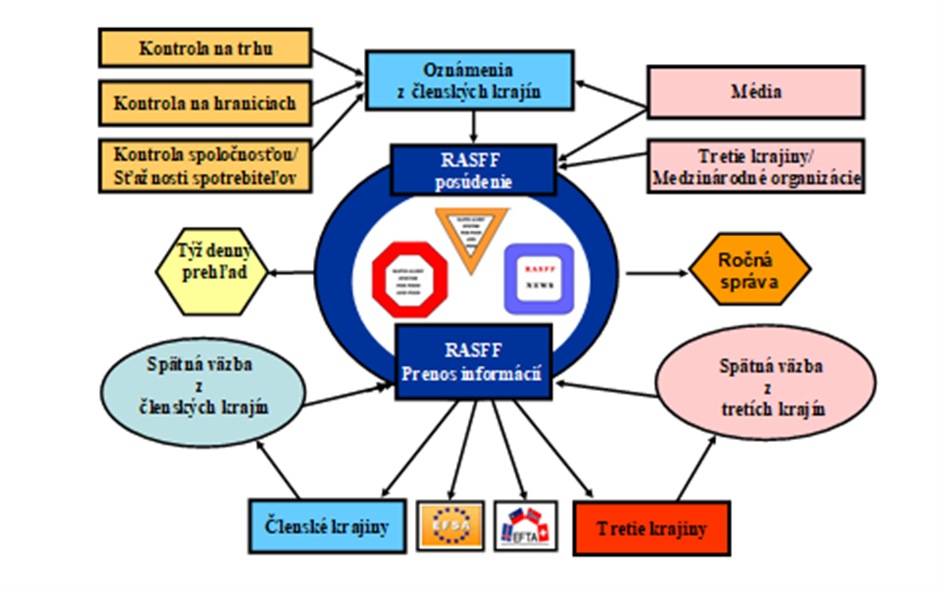 Kontrola na trhu
Kontrola na hraniciach
Kontrola spoločnosťou/
Sťažnosti spotrebiteľov
Oznámenia
z členských krajín
Média
Tretie krajiny/
Medzinárodné organizácie
RASFF
posúdenie
Týždenny
prehľad
RASFF
NEWS
Ročná
správa
RASFF
Prenos informácií
Spätná väzba
z
členských krajín
Spätná väzba
z
tretích krajín
Členské krajiny
EFSA
EFTA
Tretie krajiny